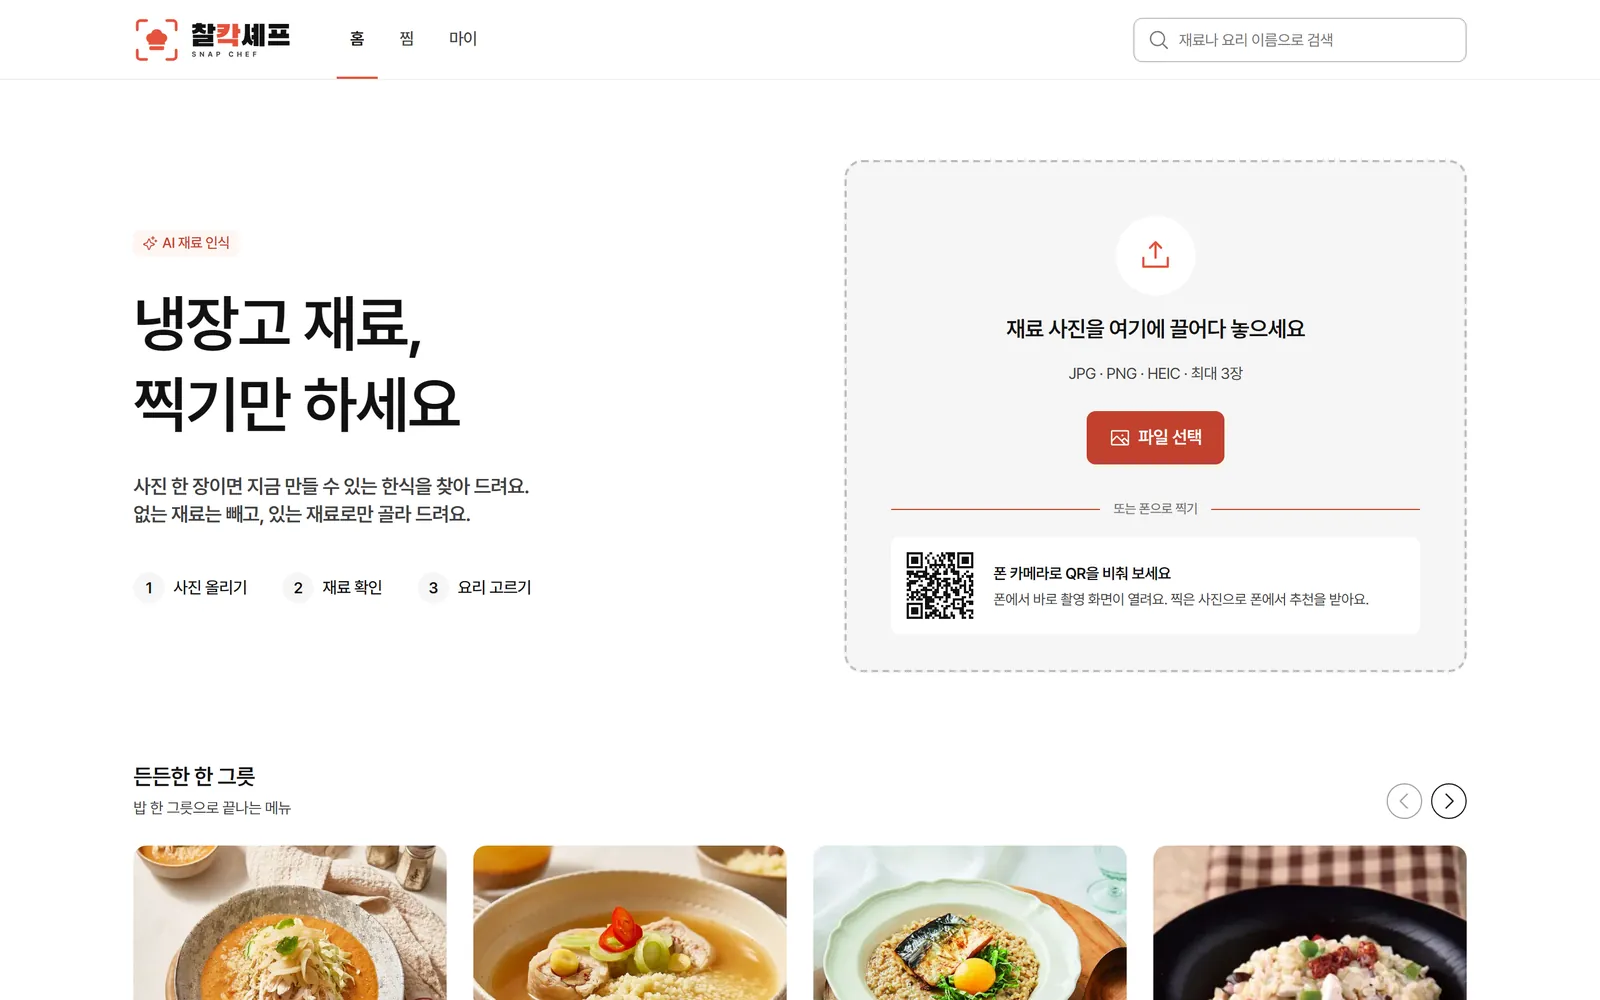 찰칵셰프
SNAP CHEF
홈
찜
마이
재료나 요리 이름으로 검색
AI 재료 인식
냉장고 재료,
찍기만 하세요
사진 한 장이면 지금 만들 수 있는 한식을 찾아 드려요.
없는 재료는 빼고, 있는 재료로만 골라 드려요.
1 사진 올리기
2 재료 확인
3 요리 고르기
재료 사진을 여기에 끌어다 놓으세요
JPG · PNG · HEIC · 최대 3장
파일 선택
또는 폰으로 찍기
폰 카메라로 QR을 비춰 보세요
폰에서 바로 촬영 화면이 열려요. 찍은 사진으로 폰에서 추천을 받아요.
든든한 한 그릇
밥 한 그릇으로 끝나는 메뉴